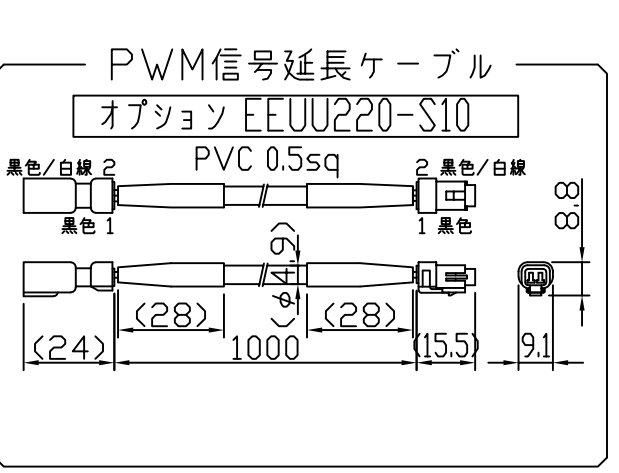 PWM信号延長ケーブル
オプション EEUU220-S10
PVC 0.5sq
黒色/白線 2
2 黒色/白線
黒色 1
1 黒色
8.8
(φ4.9)
(28)
(28)
(24)
1000
(15.5)
9.1